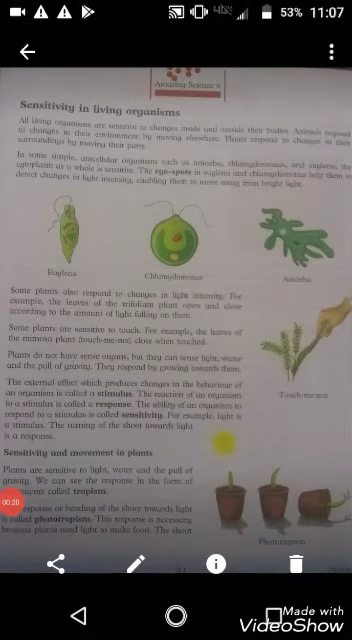 53% 11:07
Amazing Science 6
Sensitivity in living organisms
All living organisms are sensitive to changes inside and outside their bodies. Animals respond
to changes in their environment by moving elsewhere. Plants respond to changes in their
surroundings by moving their parts.
In some simple, unicellular organisms such as amoeba, chlamydomonas, and euglena, the
cytoplasm as a whole is sensitive. The eye-spots in euglena and chlamydomonas help them to
detect changes in light intensity, enabling them to move away from bright light.
Euglena
Chlamydomonas
Amoeba
Some plants also respond to changes in light intensity. For
example, the leaves of the trifolium plant open and close
according to the amount of light falling on them.
Some plants are sensitive to touch. For example, the leaves of
the mimosa plant (touch-me-not) close when touched.
Plants do not have sense organs, but they can sense light, water
and the pull of gravity. They respond by growing towards them.
Touch-me-not
The external effect which produces changes in the behaviour of
an organism is called a stimulus. The reaction of an organism
to a stimulus is called a response. The ability of an organism to
respond to a stimulus is called sensitivity. For example, light is
a stimulus. The turning of the shoot towards light
is a response.
Sensitivity and movement in plants
Plants are sensitive to light, water and the pull of
gravity. We can see the response in the form of
called tropism.
00:20
response or bending of the shoot towards light
is called phototropism. This response is necessary
because plants need light to make food. The shoot
Phototropism
Made with
VideoShow